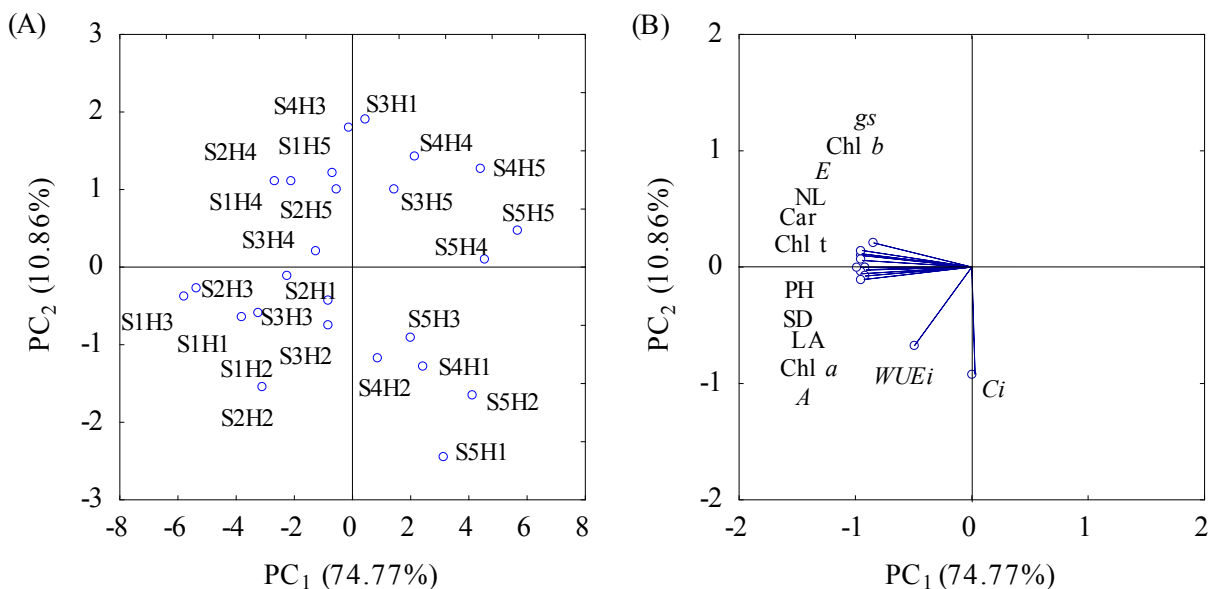 (A)
3
2
1
0
-1
-2
-3
PC2 (10.86%)
S4H3
S3H1
S2H4
S1H5
S4H4
S4H5
S1H4
S2H5
S3H5
S5H5
S3H4
S5H4
S2H3
S2H1
S1H3
S3H3
S5H3
S1H1
S3H2
S1H2
S4H2
S4H1
S2H2
S5H2
S5H1
-8 -6 -4 -2 0 2 4 6 8
PC1 (74.77%)
(B)
2
1
0
-1
-2
PC2 (10.86%)
gs
Chl b
E
NL
Car
Chl t
PH
SD
LA
Chl a
A
WUEi
Ci
-2 -1 0 1 2
PC1 (74.77%)